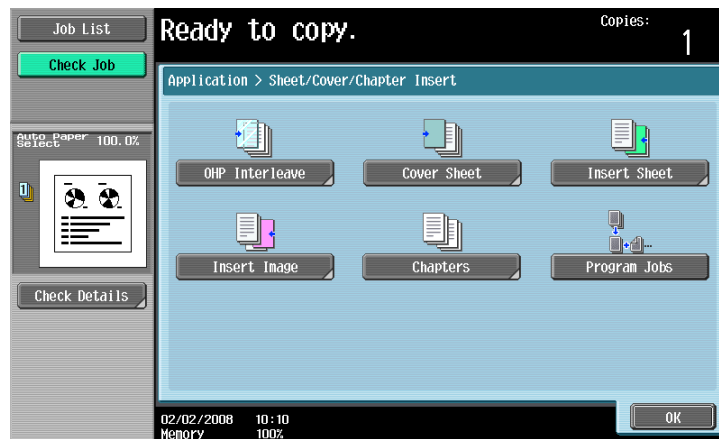 Job List
Check Job
Ready to copy.
Copies:
1
Application > Sheet/Cover/Chapter Insert
Auto Paper
Select
100.0%
1
OHP Interleave
Cover Sheet
Insert Sheet
Insert Image
Chapters
Program Jobs
Check Details
02/02/2008 10:10
Memory 100%
OK